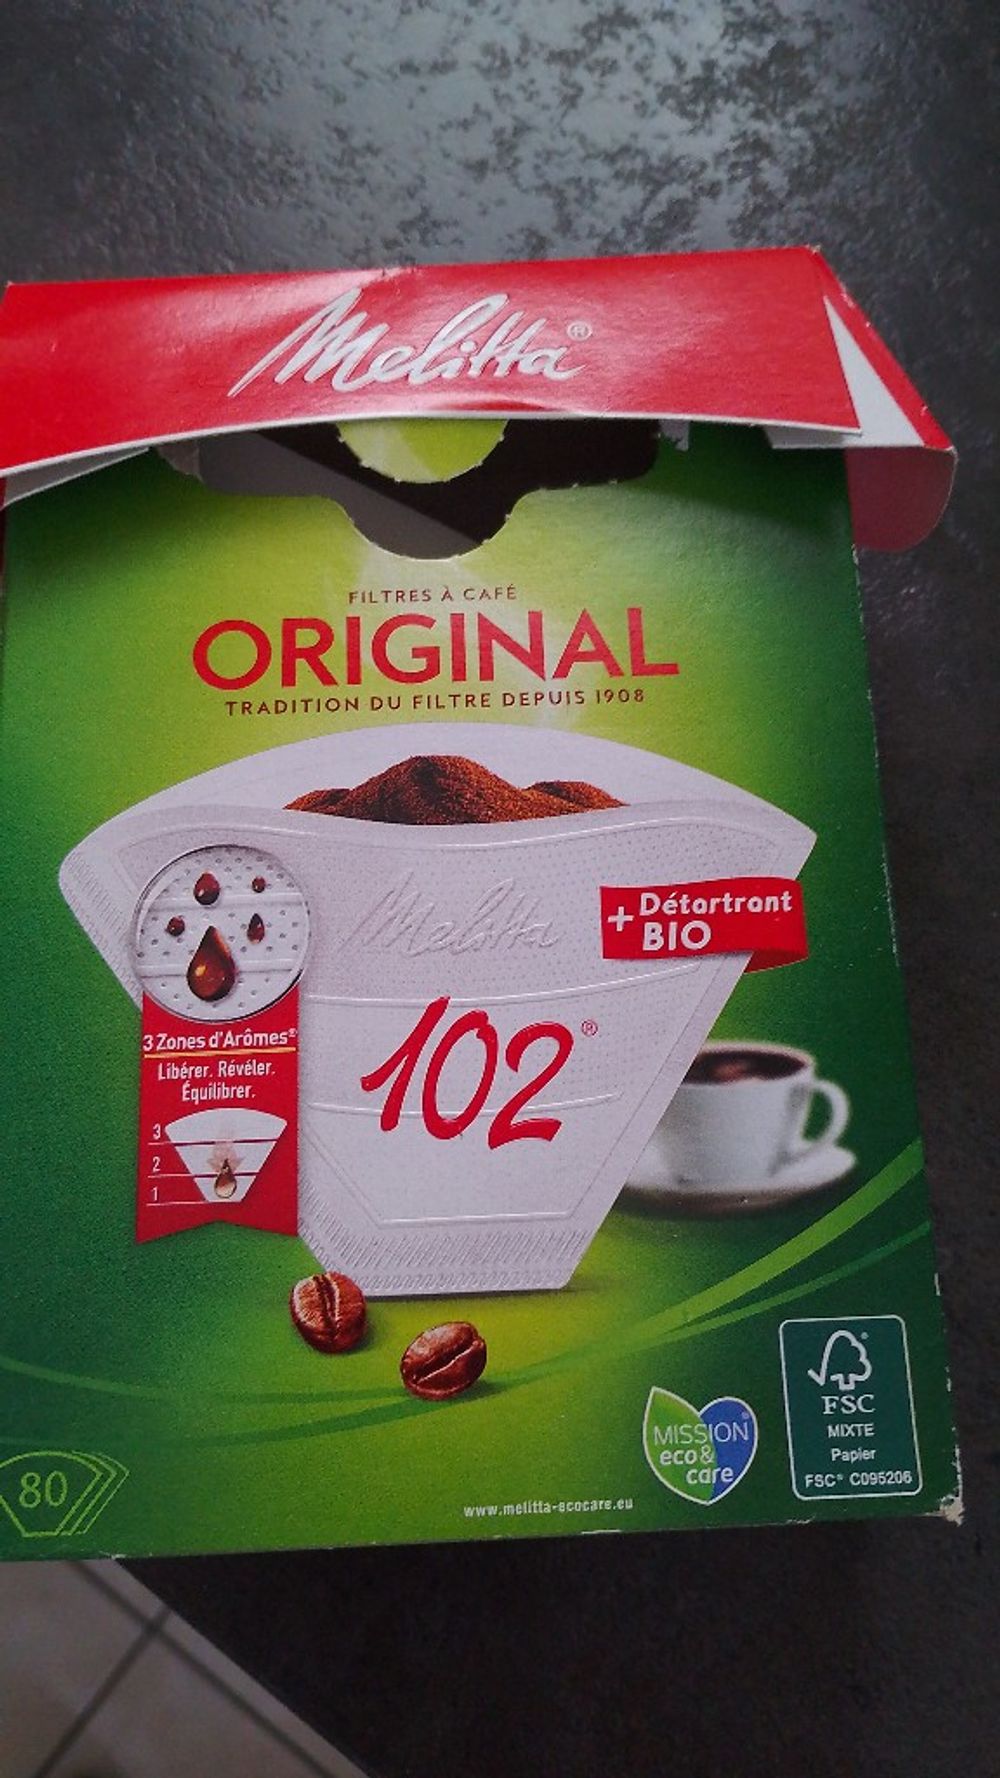 Melitta®
FILTRES À CAFÉ
ORIGINAL
TRADITION DU FILTRE DEPUIS 1908
Melitta
+ Détartrant
BIO
102®
3 Zones d'Arômes®
Libérer. Révéler.
Équilibrer.
3
2
1
80
MISSION
eco &
care
www.melitta-ecocare.eu
FSC
MIXTE
Papier
FSC® C095206